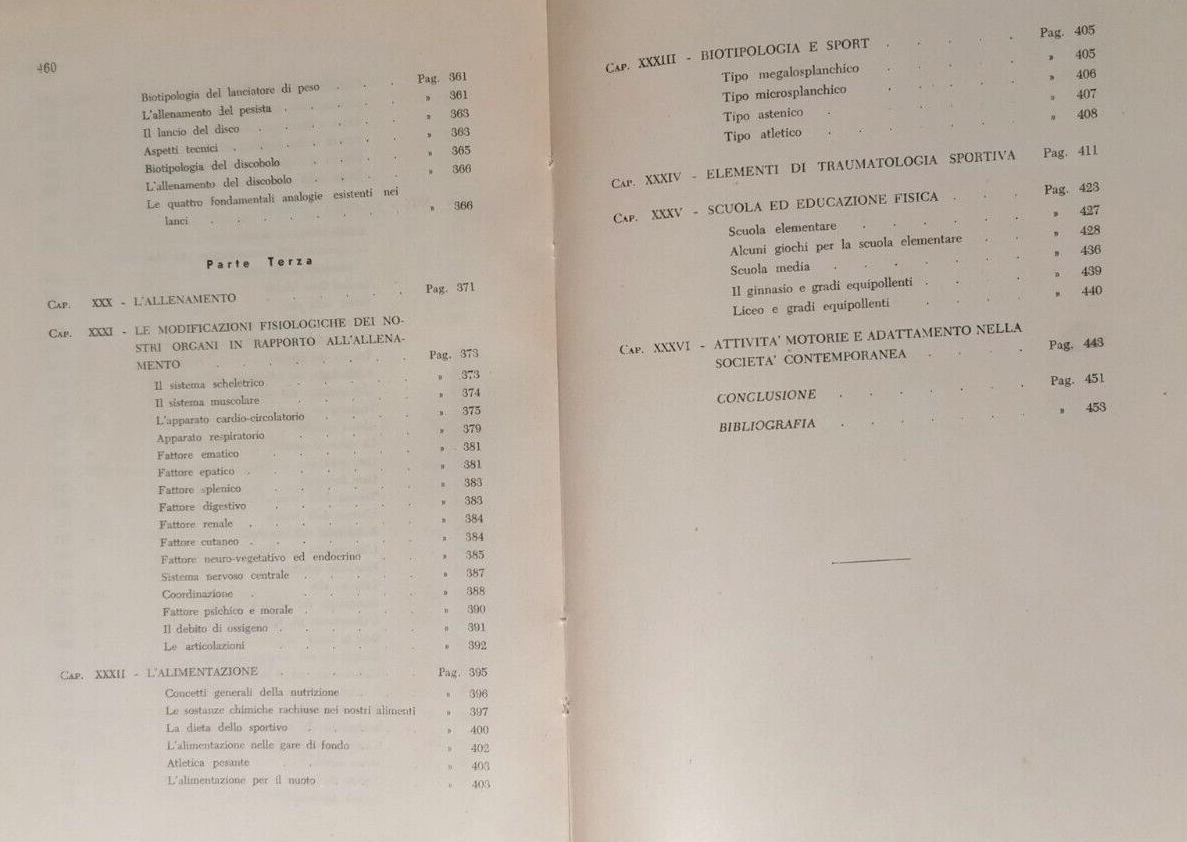 460
Biotipologia del lanciatore di peso . . . Pag. 361
L'allenamento del pesista . . . . . » 361
Il lancio del disco . . . . . » 363
Aspetti tecnici . . . . . . » 363
Biotipologia del discobolo . . . . » 365
L'allenamento del discobolo . . . . » 366
Le quattro fondamentali analogie esistenti nei
lanci . . . . . . . » 366
Parte Terza
CAP. XXX - L'ALLENAMENTO . . . . . . Pag. 371
CAP. XXXI - LE MODIFICAZIONI FISIOLOGICHE DEI NO-
STRI ORGANI IN RAPPORTO ALL'ALLENA-
MENTO . . . . . . Pag. 373
Il sistema scheletrico . . . . . » 373
Il sistema muscolare . . . . » 374
L'apparato cardio-circolatorio . . . » 375
Apparato respiratorio . . . . » 379
Fattore ematico . . . . . » 381
Fattore epatico . . . . . » 381
Fattore splenico . . . . . » 383
Fattore digestivo . . . . . » 383
Fattore renale . . . . . . » 384
Fattore cutaneo . . . . . . » 384
Fattore neuro-vegetativo ed endocrino . . » 385
Sistema nervoso centrale . . . . » 387
Coordinazione . . . . . » 388
Fattore psichico e morale . . . . » 390
Il debito di ossigeno . . . . . » 391
Le articolazioni . . . . . » 392
CAP. XXXII - L'ALIMENTAZIONE . . . . . Pag. 395
Concetti generali della nutrizione . . » 396
Le sostanze chimiche rachiuse nei nostri alimenti » 397
La dieta dello sportivo . . . . » 400
L'alimentazione nelle gare di fondo . . » 402
Atletica pesante . . . . » 403
L'alimentazione per il nuoto . . . » 403
CAP. XXXIII - BIOTIPOLOGIA E SPORT . . . . . Pag. 405
Tipo megalosplanchico . . . . » 405
Tipo microsplanchico . . . . » 406
Tipo astenico . . . . . » 407
Tipo atletico . . . . . » 408
CAP. XXXIV - ELEMENTI DI TRAUMATOLOGIA SPORTIVA Pag. 411
CAP. XXXV - SCUOLA ED EDUCAZIONE FISICA . . . Pag. 423
Scuola elementare . . . . . » 427
Alcuni giochi per la scuola elementare . . » 428
Scuola media . . . . . . » 436
Il ginnasio e gradi equipollenti . . . » 439
Liceo e gradi equipollenti . . . . » 440
CAP. XXXVI - ATTIVITA' MOTORIE E ADATTAMENTO NELLA
SOCIETA' CONTEMPORANEA . . . . Pag. 443
CONCLUSIONE . . . . . . Pag. 451
BIBLIOGRAFIA . . . . . » 453